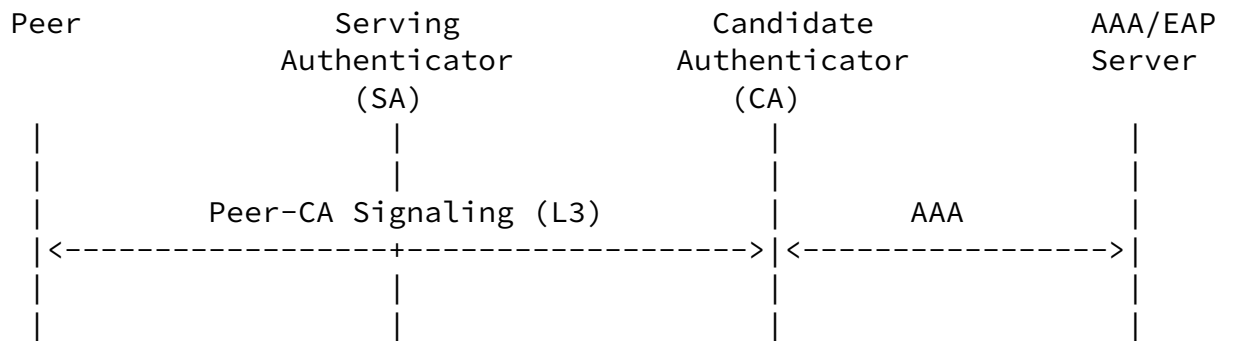 Peer Serving Candidate AAA/EAP
Authenticator Authenticator Server
(SA) (CA)
Peer-CA Signaling (L3) AAA